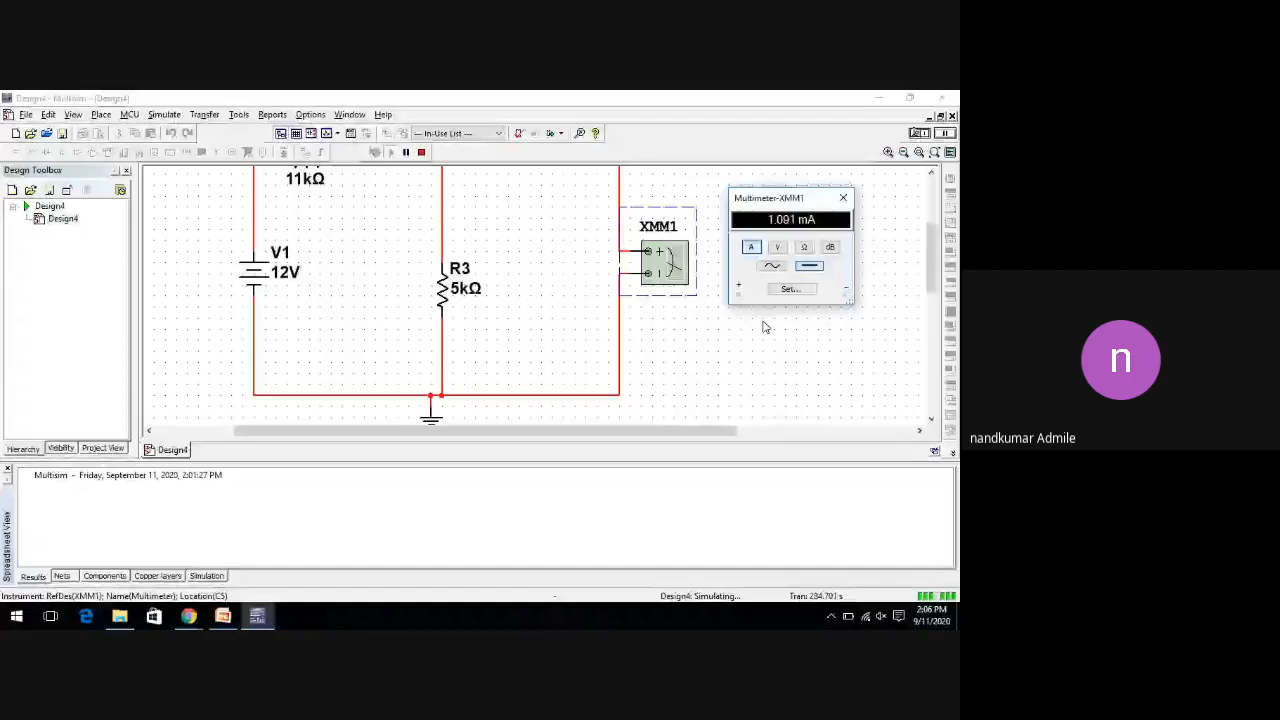 Design4 - Multisim - [Design4]
File Edit View Place MCU Simulate Transfer Tools Reports Options Window Help
--- In-Use List ---
Design Toolbox
Design4
Design4
11kΩ
V1
12V
R3
5kΩ
XMM1
Multimeter-XMM1
1.091 mA
A V Ω dB
+ -
Set...
Hierarchy Visibility Project View
Design4
Multisim - Friday, September 11, 2020, 2:01:27 PM
Spreadsheet View
Results Nets Components Copper layers Simulation
Instrument: RefDes(XMM1); Name(Multimeter); Location(C5)
-
Design4: Simulating...
2:06 PM
9/11/2020
n
nandkumar Admile